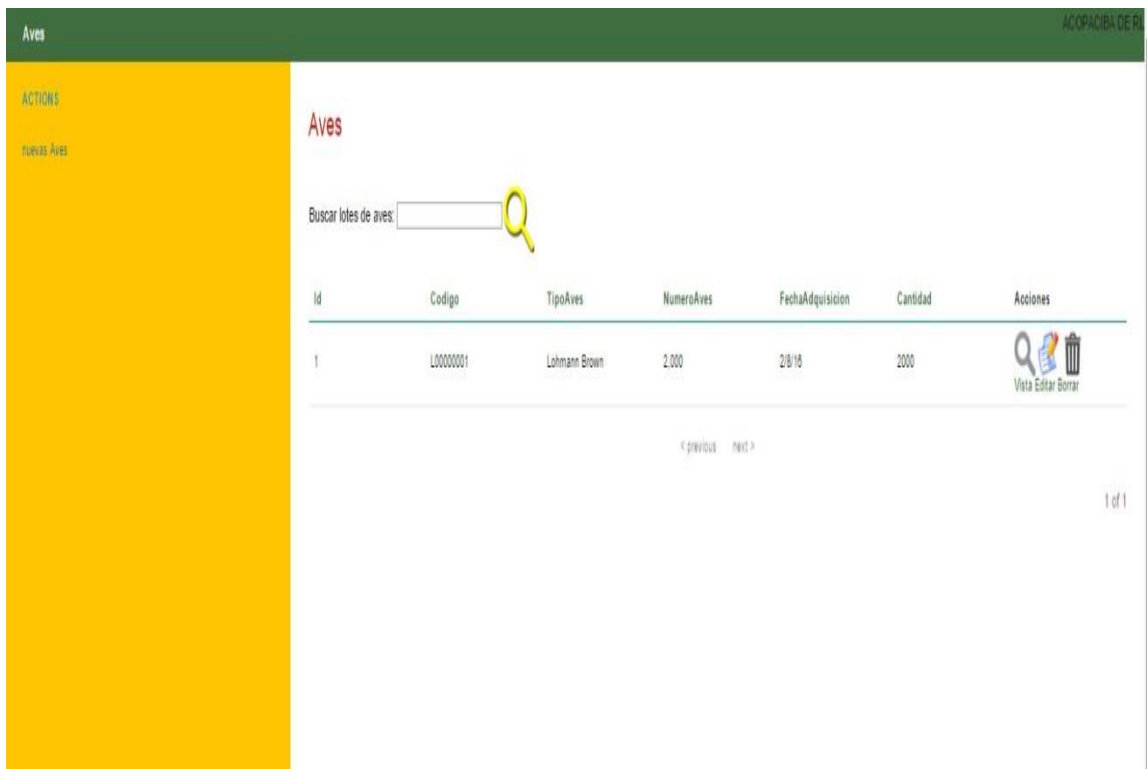 Aves
ACOPACIBA DE RL
ACTIONS
nuevas Aves
Aves
Buscar lotes de aves:
Id Codigo TipoAves NumeroAves FechaAdquisicion Cantidad Acciones
1 L00000001 Lohmann Brown 2,000 2/8/16 2000
Vista Editar Borrar
< previous next >
1 of 1